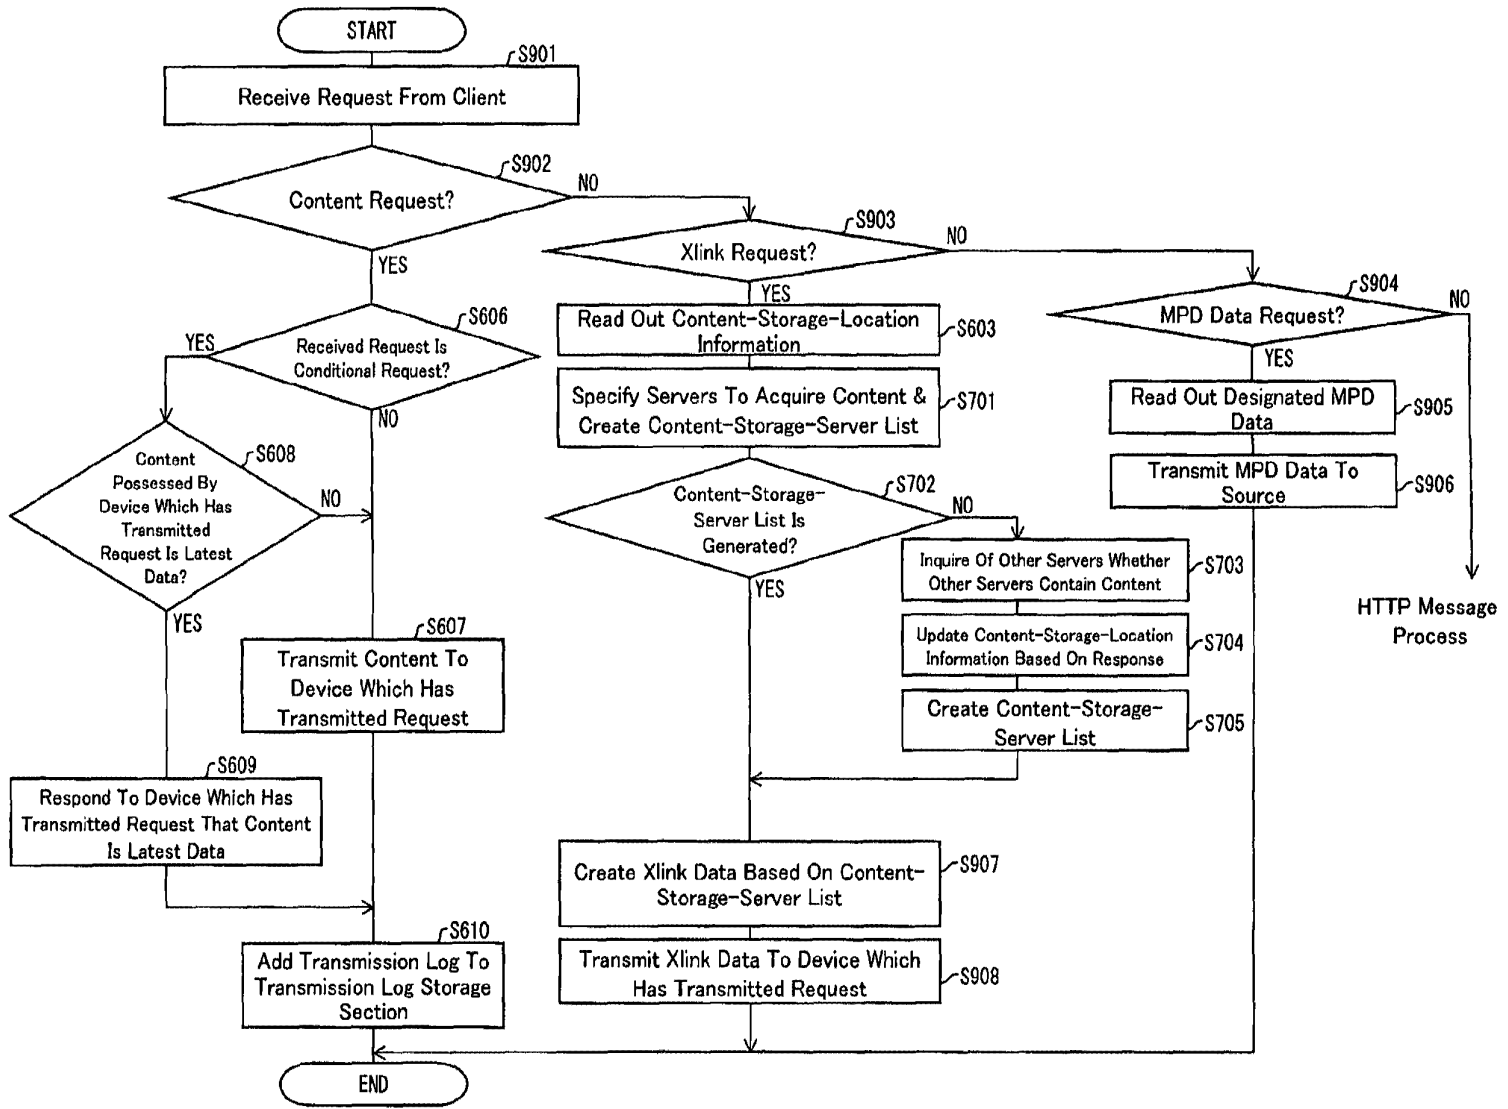 START
S901
Receive Request From Client
S902
Content Request?
NO
YES
S903
Xlink Request?
NO
YES
S904
MPD Data Request?
NO
YES
S606
Received Request Is
Conditional Request?
YES
NO
S603
Read Out Content-Storage-Location
Information
S701
Specify Servers To Acquire Content &
Create Content-Storage-Server List
S905
Read Out Designated MPD
Data
S906
Transmit MPD Data To
Source
S608
Content
Possessed By
Device Which Has
Transmitted
Request Is Latest
Data?
NO
YES
S702
Content-Storage-
Server List Is
Generated?
NO
YES
S703
Inquire Of Other Servers Whether
Other Servers Contain Content
S704
Update Content-Storage-Location
Information Based On Response
S705
Create Content-Storage-
Server List
HTTP Message
Process
S607
Transmit Content To
Device Which Has
Transmitted Request
S609
Respond To Device Which Has
Transmitted Request That Content
Is Latest Data
S907
Create Xlink Data Based On Content-
Storage-Server List
S908
Transmit Xlink Data To Device Which
Has Transmitted Request
S610
Add Transmission Log To
Transmission Log Storage
Section
END